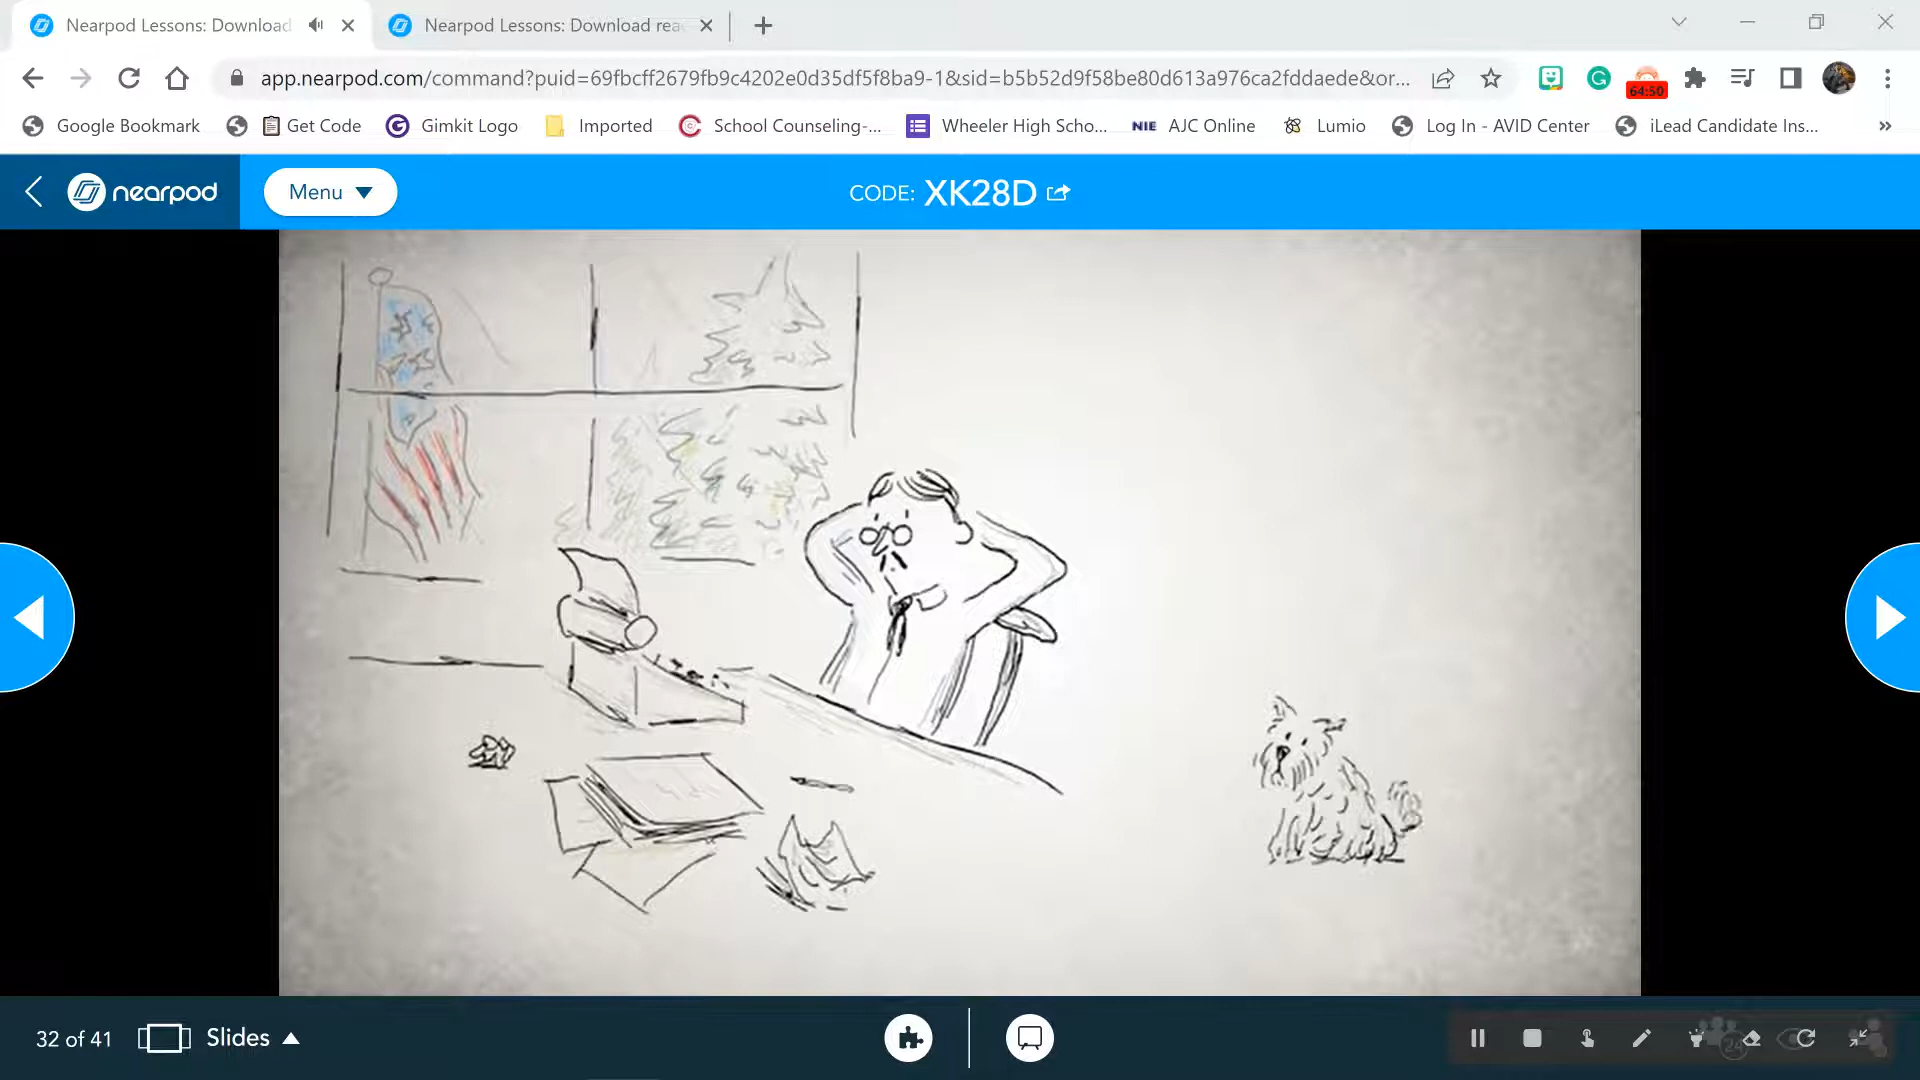 Nearpod Lessons: Download
Nearpod Lessons: Download rea
app.nearpod.com/command?puid=69fbcff2679fb9c4202e0d35df5f8ba9-1&sid=b5b52d9f58be80d613a976ca2fddaede&or...
64:50
Google Bookmark Get Code Gimkit Logo Imported School Counseling-... Wheeler High Scho... NIE AJC Online Lumio Log In - AVID Center iLead Candidate Ins... »
nearpod Menu CODE: XK28D
32 of 41 Slides
24